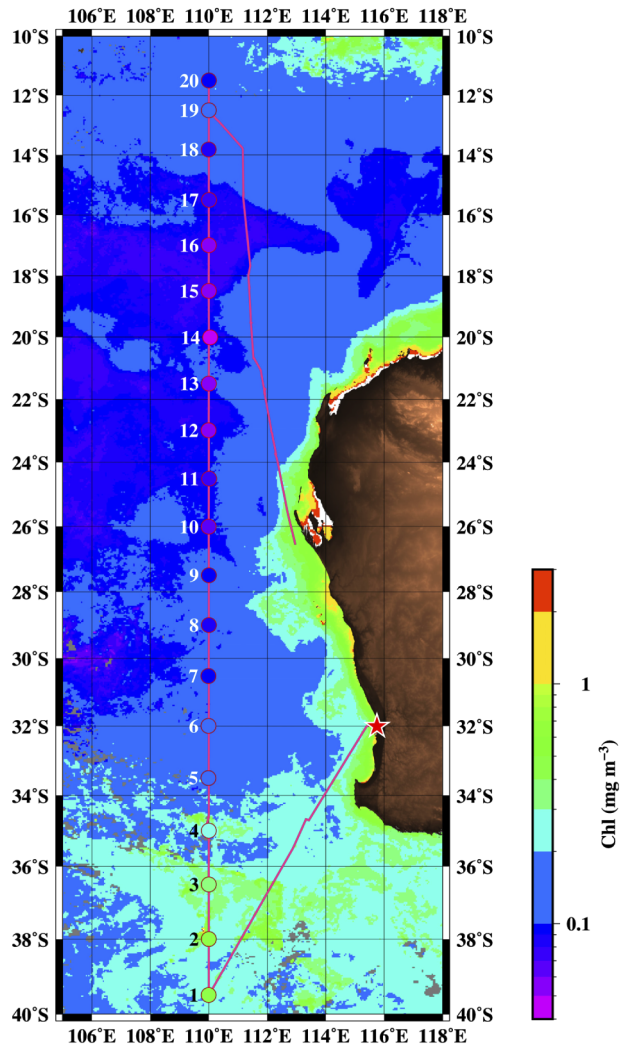 106°E 108°E 110°E 112°E 114°E 116°E 118°E
10°S 10°S
12°S 12°S
14°S 14°S
16°S 16°S
18°S 18°S
20°S 20°S
22°S 22°S
24°S 24°S
26°S 26°S
28°S 28°S
30°S 30°S
32°S 32°S
34°S 34°S
36°S 36°S
38°S 38°S
40°S 40°S
106°E 108°E 110°E 112°E 114°E 116°E 118°E
20
19
18
17
16
15
14
13
12
11
10
9
8
7
6
5
4
3
2
1
1
0.1
Chl (mg m⁻³)